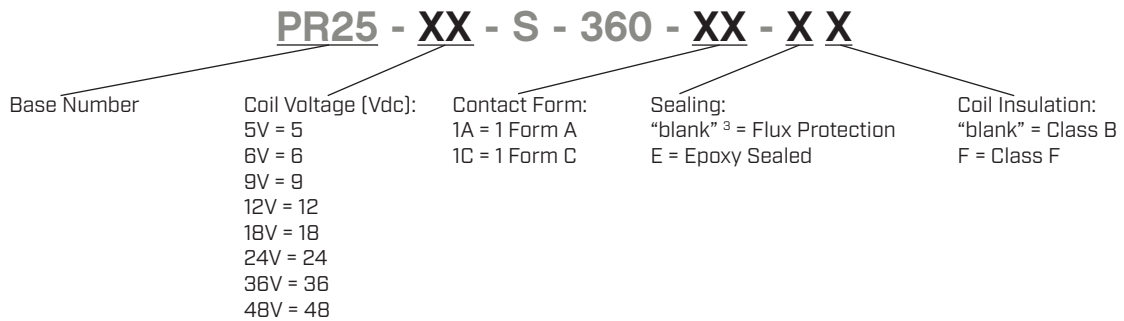 PR25 - XX - S - 360 - XX - X X
Base Number
Coil Voltage (Vdc):
5V = 5
6V = 6
9V = 9
12V = 12
18V = 18
24V = 24
36V = 36
48V = 48
Contact Form:
1A = 1 Form A
1C = 1 Form C
Sealing:
“blank” ³ = Flux Protection
E = Epoxy Sealed
Coil Insulation:
“blank” = Class B
F = Class F